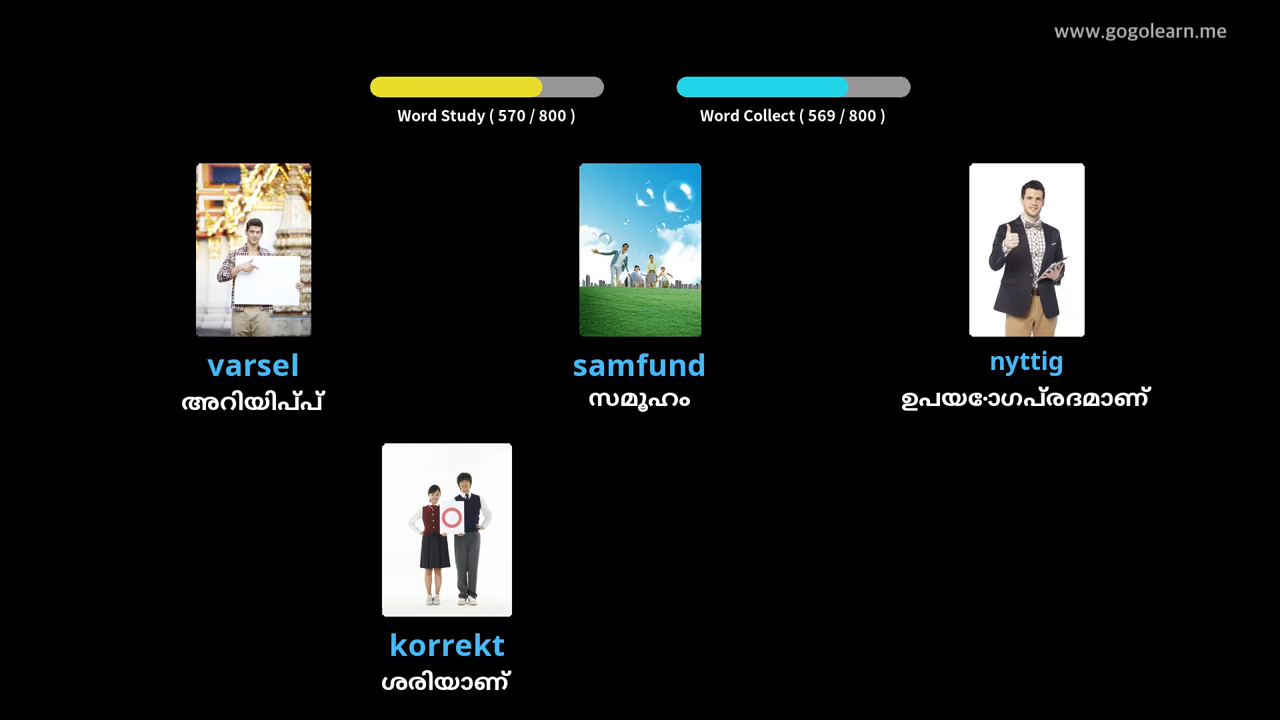 www.gogolearn.me
Word Study ( 570 / 800 )
Word Collect ( 569 / 800 )
varsel
അറിയിപ്പ്
samfund
സമൂഹം
nyttig
ഉപയോഗപ്രദമാണ്
korrekt
ശരിയാണ്